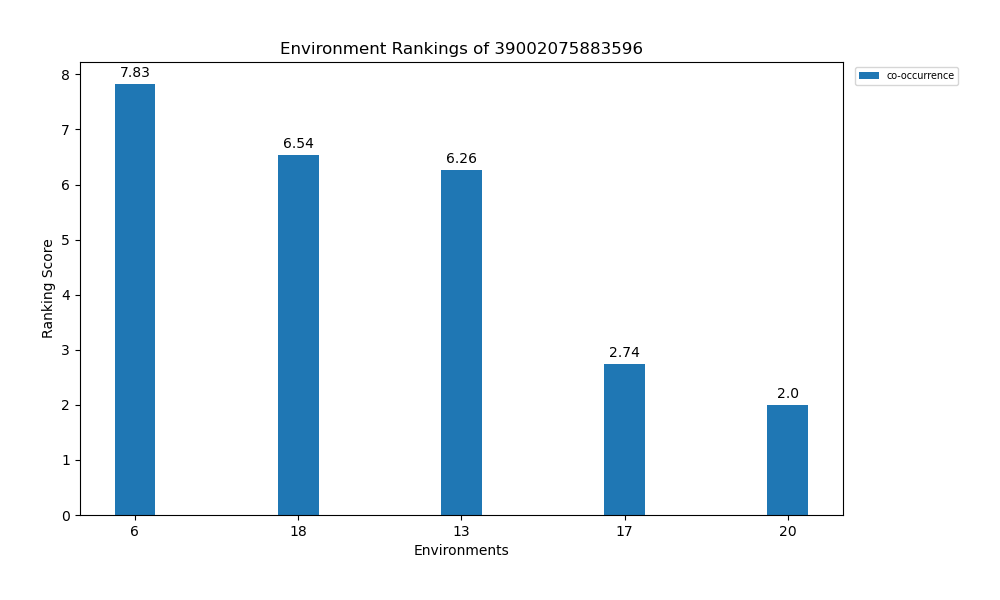 Environment Rankings of 39002075883596
co-occurrence
Ranking Score
8
7
6
5
4
3
2
1
0
7.83
6.54
6.26
2.74
2.0
6 18 13 17 20
Environments